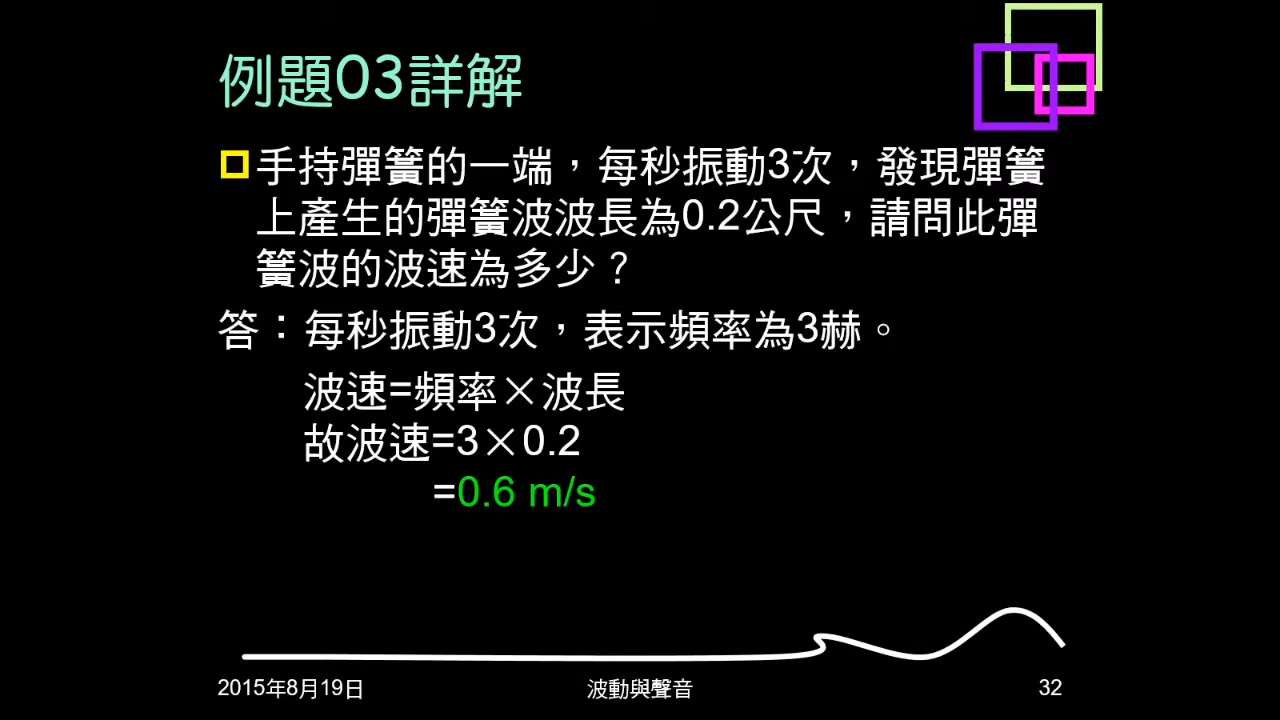 例題03詳解
手持彈簧的一端，每秒振動3次，發現彈簧
上產生的彈簧波波長為0.2公尺，請問此彈
簧波的波速為多少？
答：每秒振動3次，表示頻率為3赫。
波速=頻率×波長
故波速=3×0.2
=0.6 m/s
2015年8月19日
波動與聲音
32